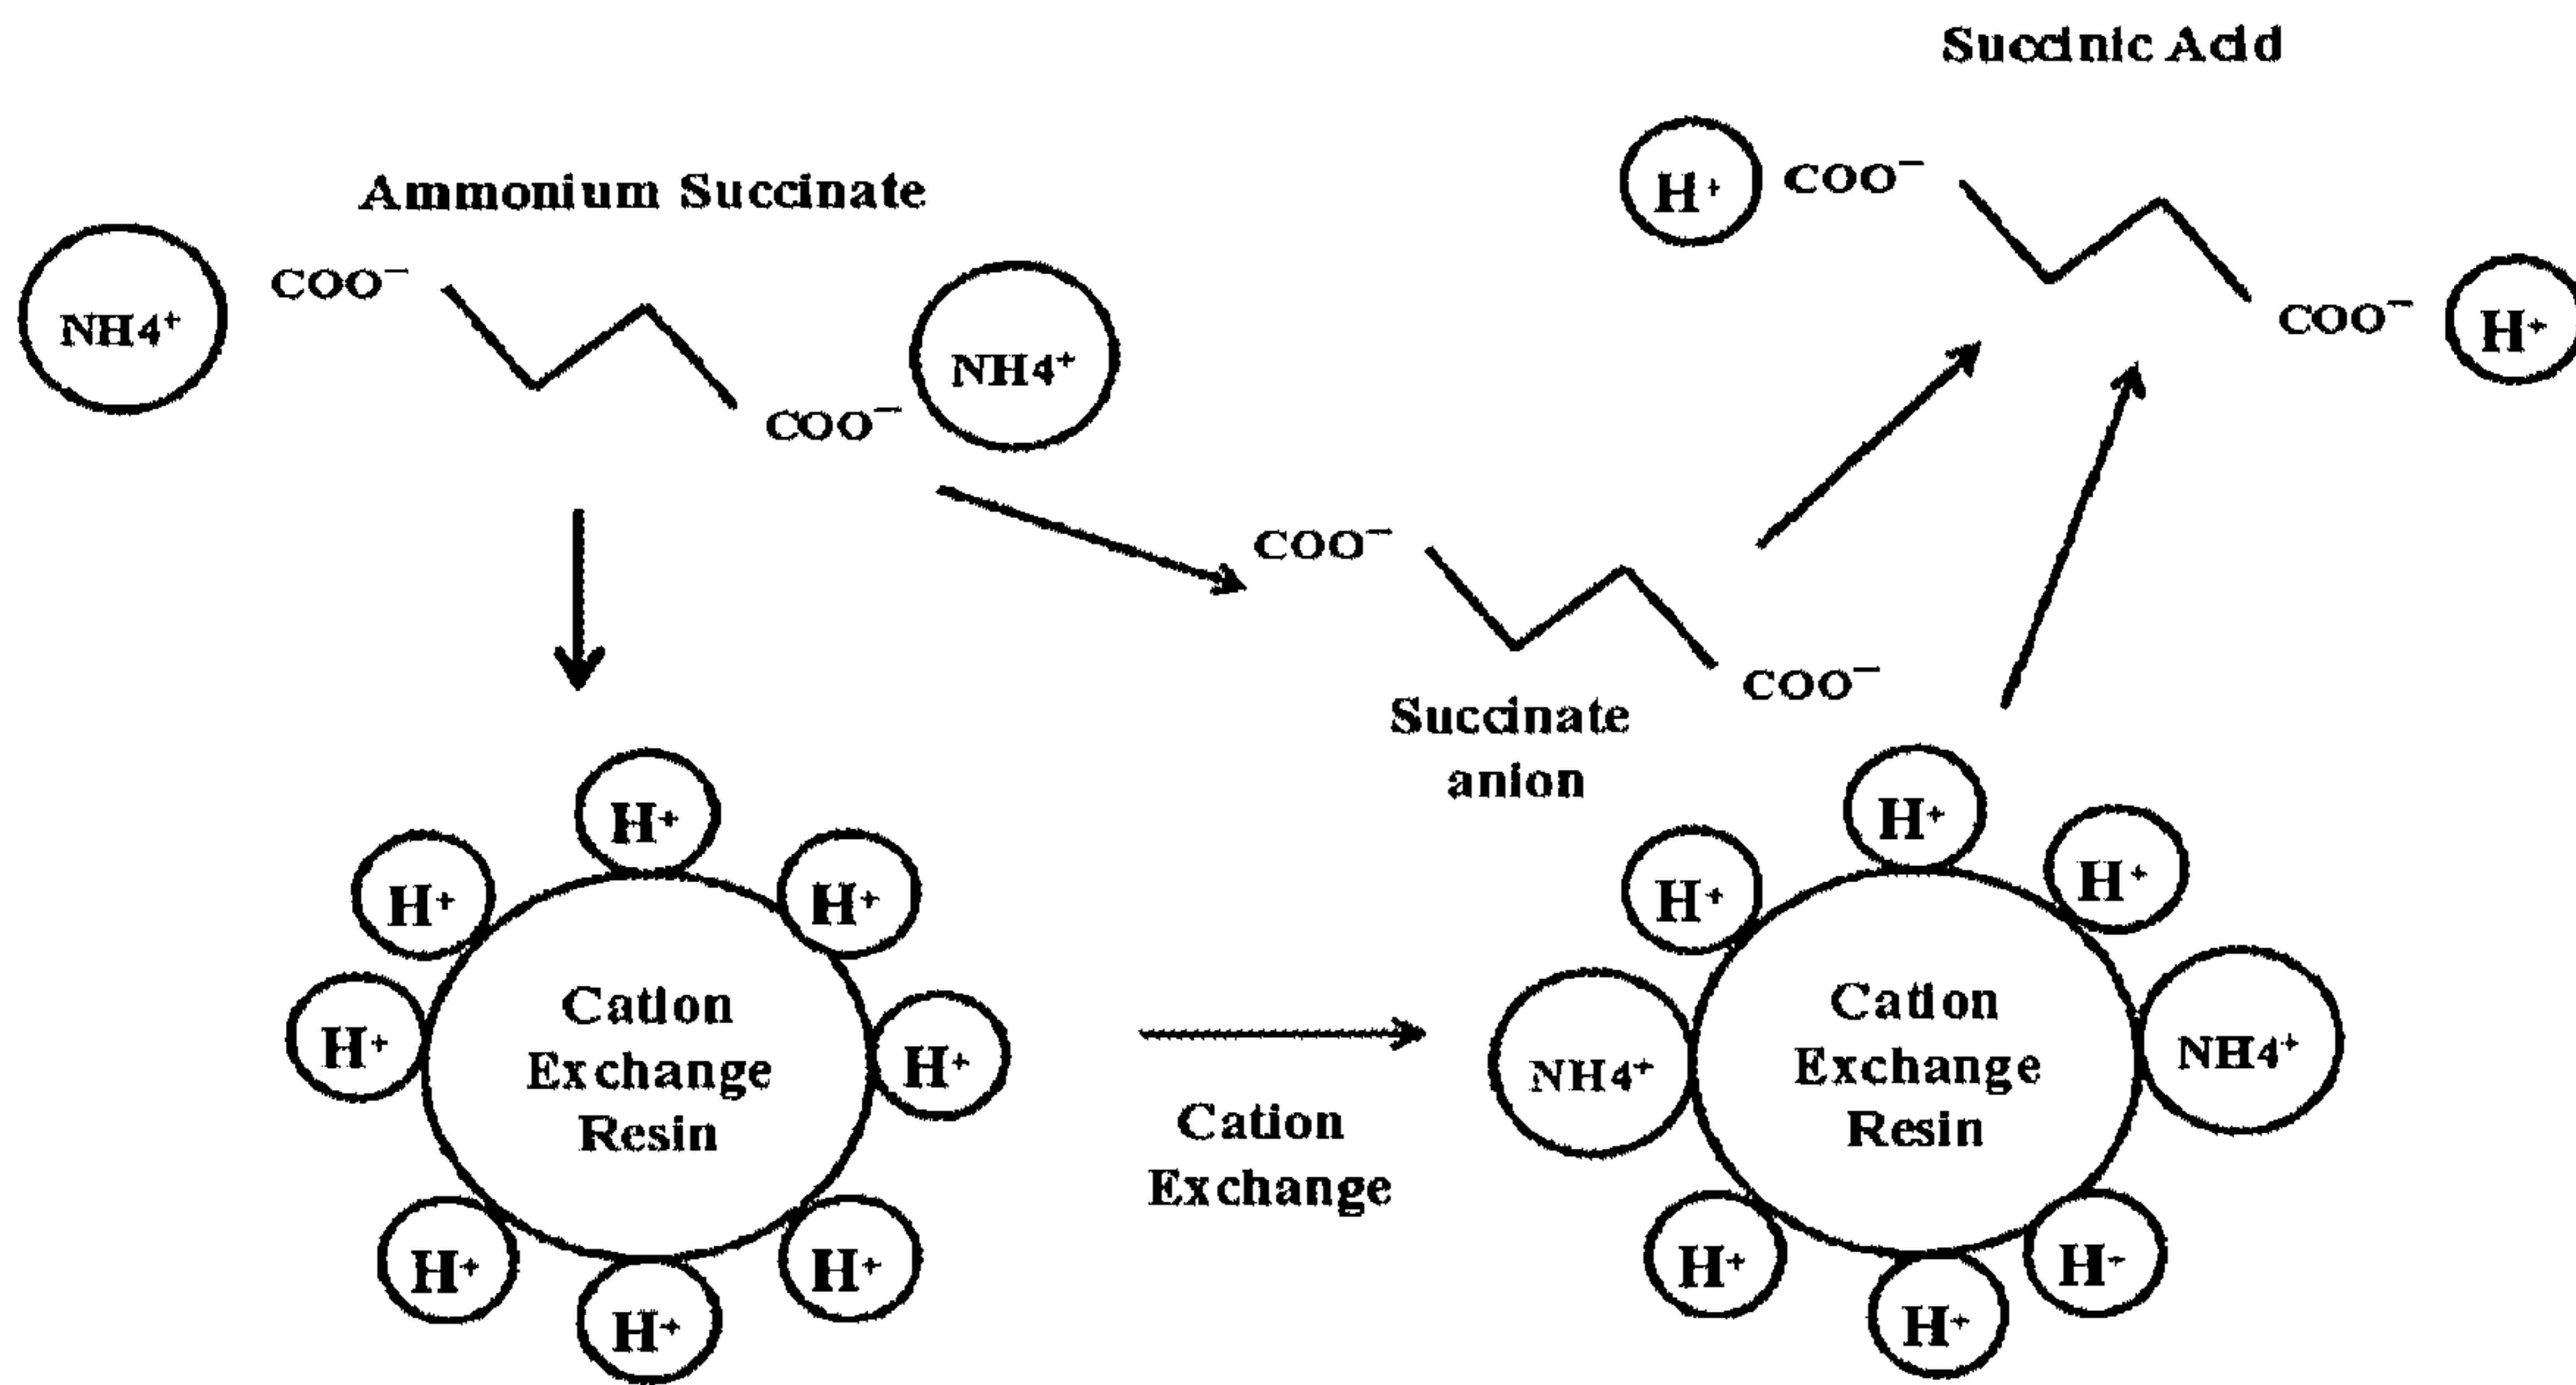 Succinic Acid
H⁺
COO⁻
COO⁻
H⁺
Ammonium Succinate
NH4⁺
COO⁻
COO⁻
NH4⁺
COO⁻
COO⁻
Succinate
anion
H⁺
H⁺
H⁺
H⁺
H⁺
H⁺
H⁺
H⁺
Cation
Exchange
Resin
Cation
Exchange
H⁺
H⁺
H⁺
NH4⁺
NH4⁺
Cation
Exchange
Resin
H⁺
H⁺
H⁺